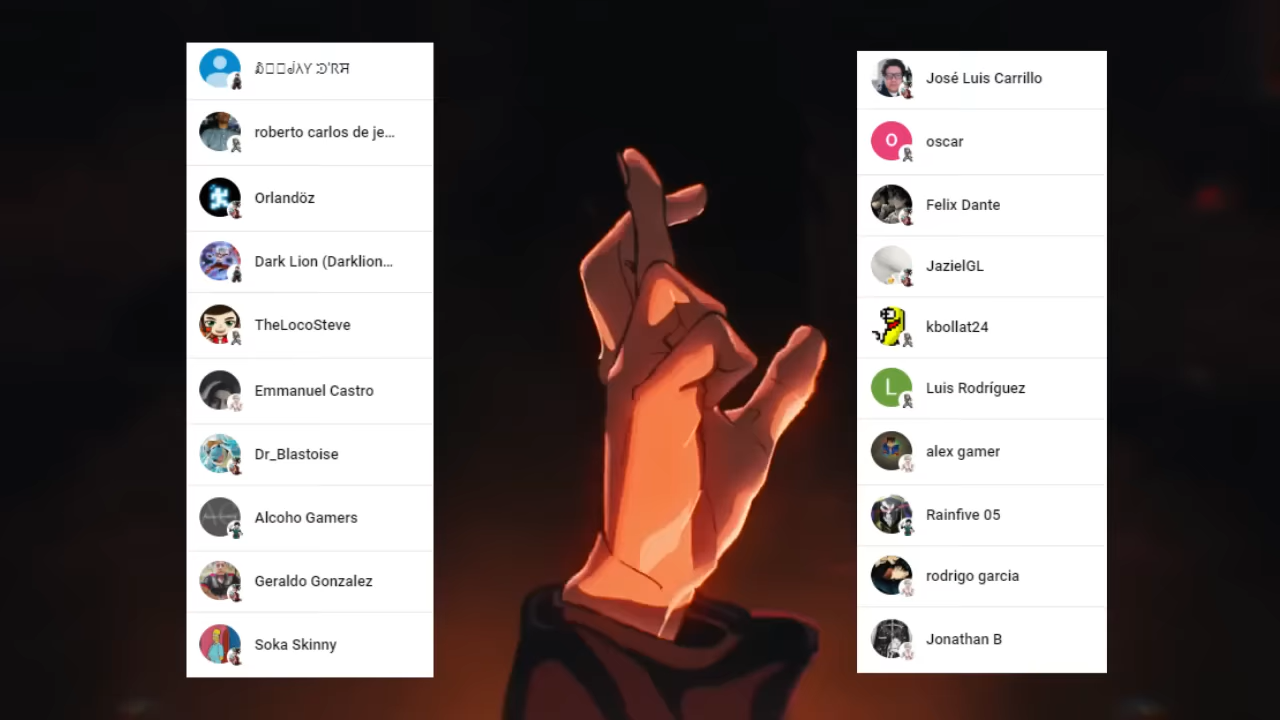 roberto carlos de je...
Orlandöz
Dark Lion (Darklion...
TheLocoSteve
Emmanuel Castro
Dr_Blastoise
Alcoho Gamers
Geraldo Gonzalez
Soka Skinny
José Luis Carrillo
O
oscar
Felix Dante
JazielGL
kbollat24
L
Luis Rodríguez
alex gamer
Rainfive 05
rodrigo garcia
Jonathan B